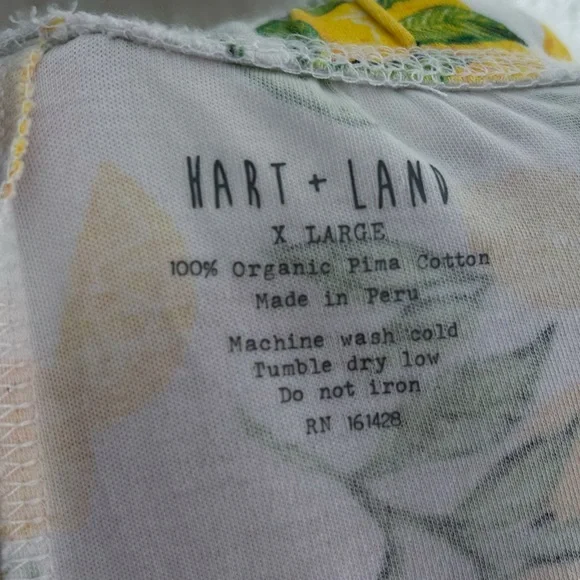 HART + LAND
X LARGE
100% Organic Pima Cotton
Made in Peru
Machine wash cold
Tumble dry low
Do not iron
RN 161428